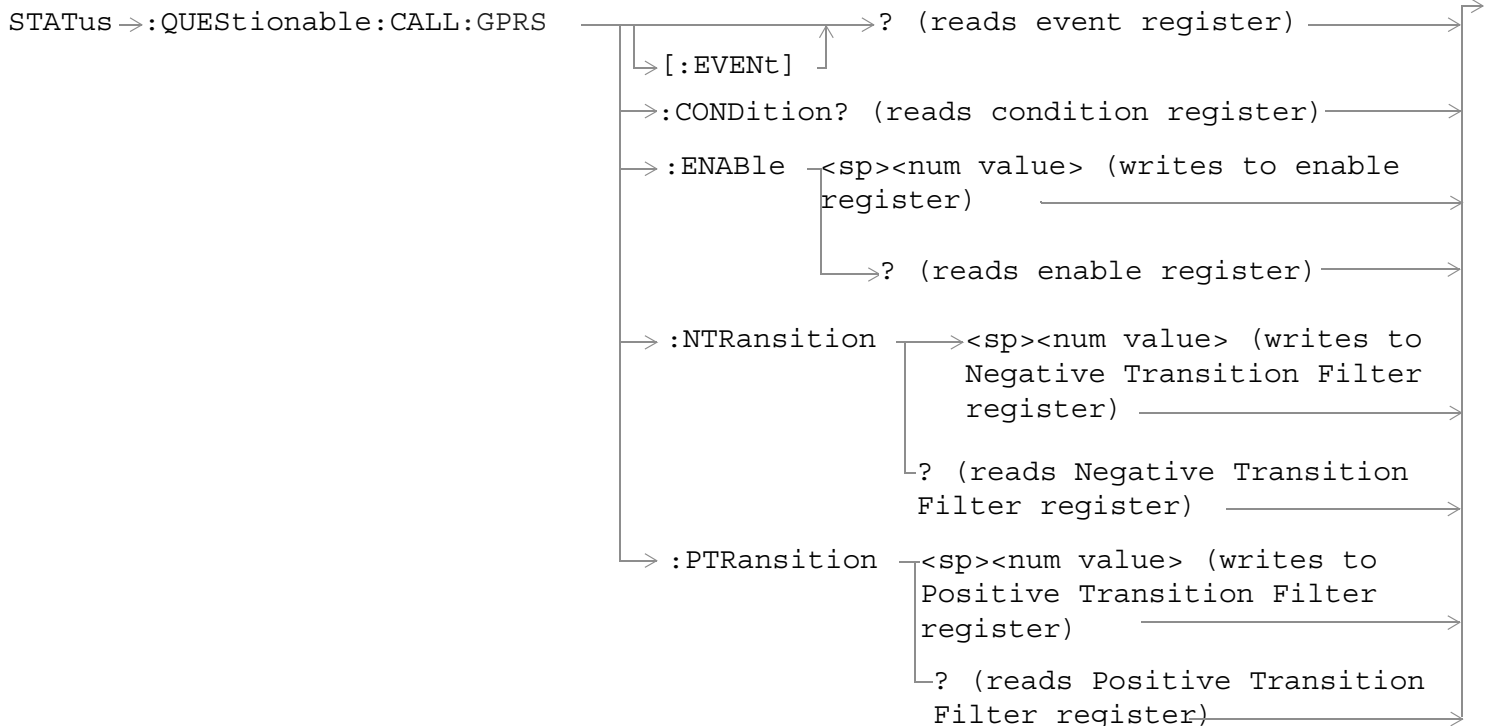 STATus :QUEStionable:CALL:GPRS ? (reads event register)
[:EVENt]
:CONDition? (reads condition register)
:ENABle <sp><num value> (writes to enable
register)
? (reads enable register)
:NTRansition <sp><num value> (writes to
Negative Transition Filter
register)
? (reads Negative Transition
Filter register)
:PTRansition <sp><num value> (writes to
Positive Transition Filter
register)
? (reads Positive Transition
Filter register)